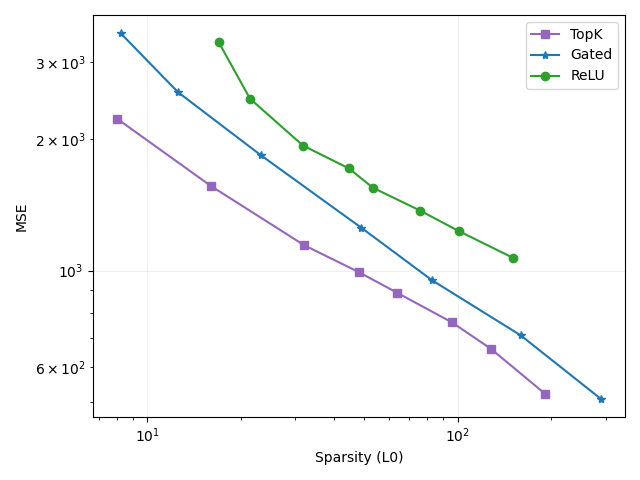 TopK
Gated
ReLU
3 × 10³
2 × 10³
10³
6 × 10²
MSE
10¹
10²
Sparsity (L0)